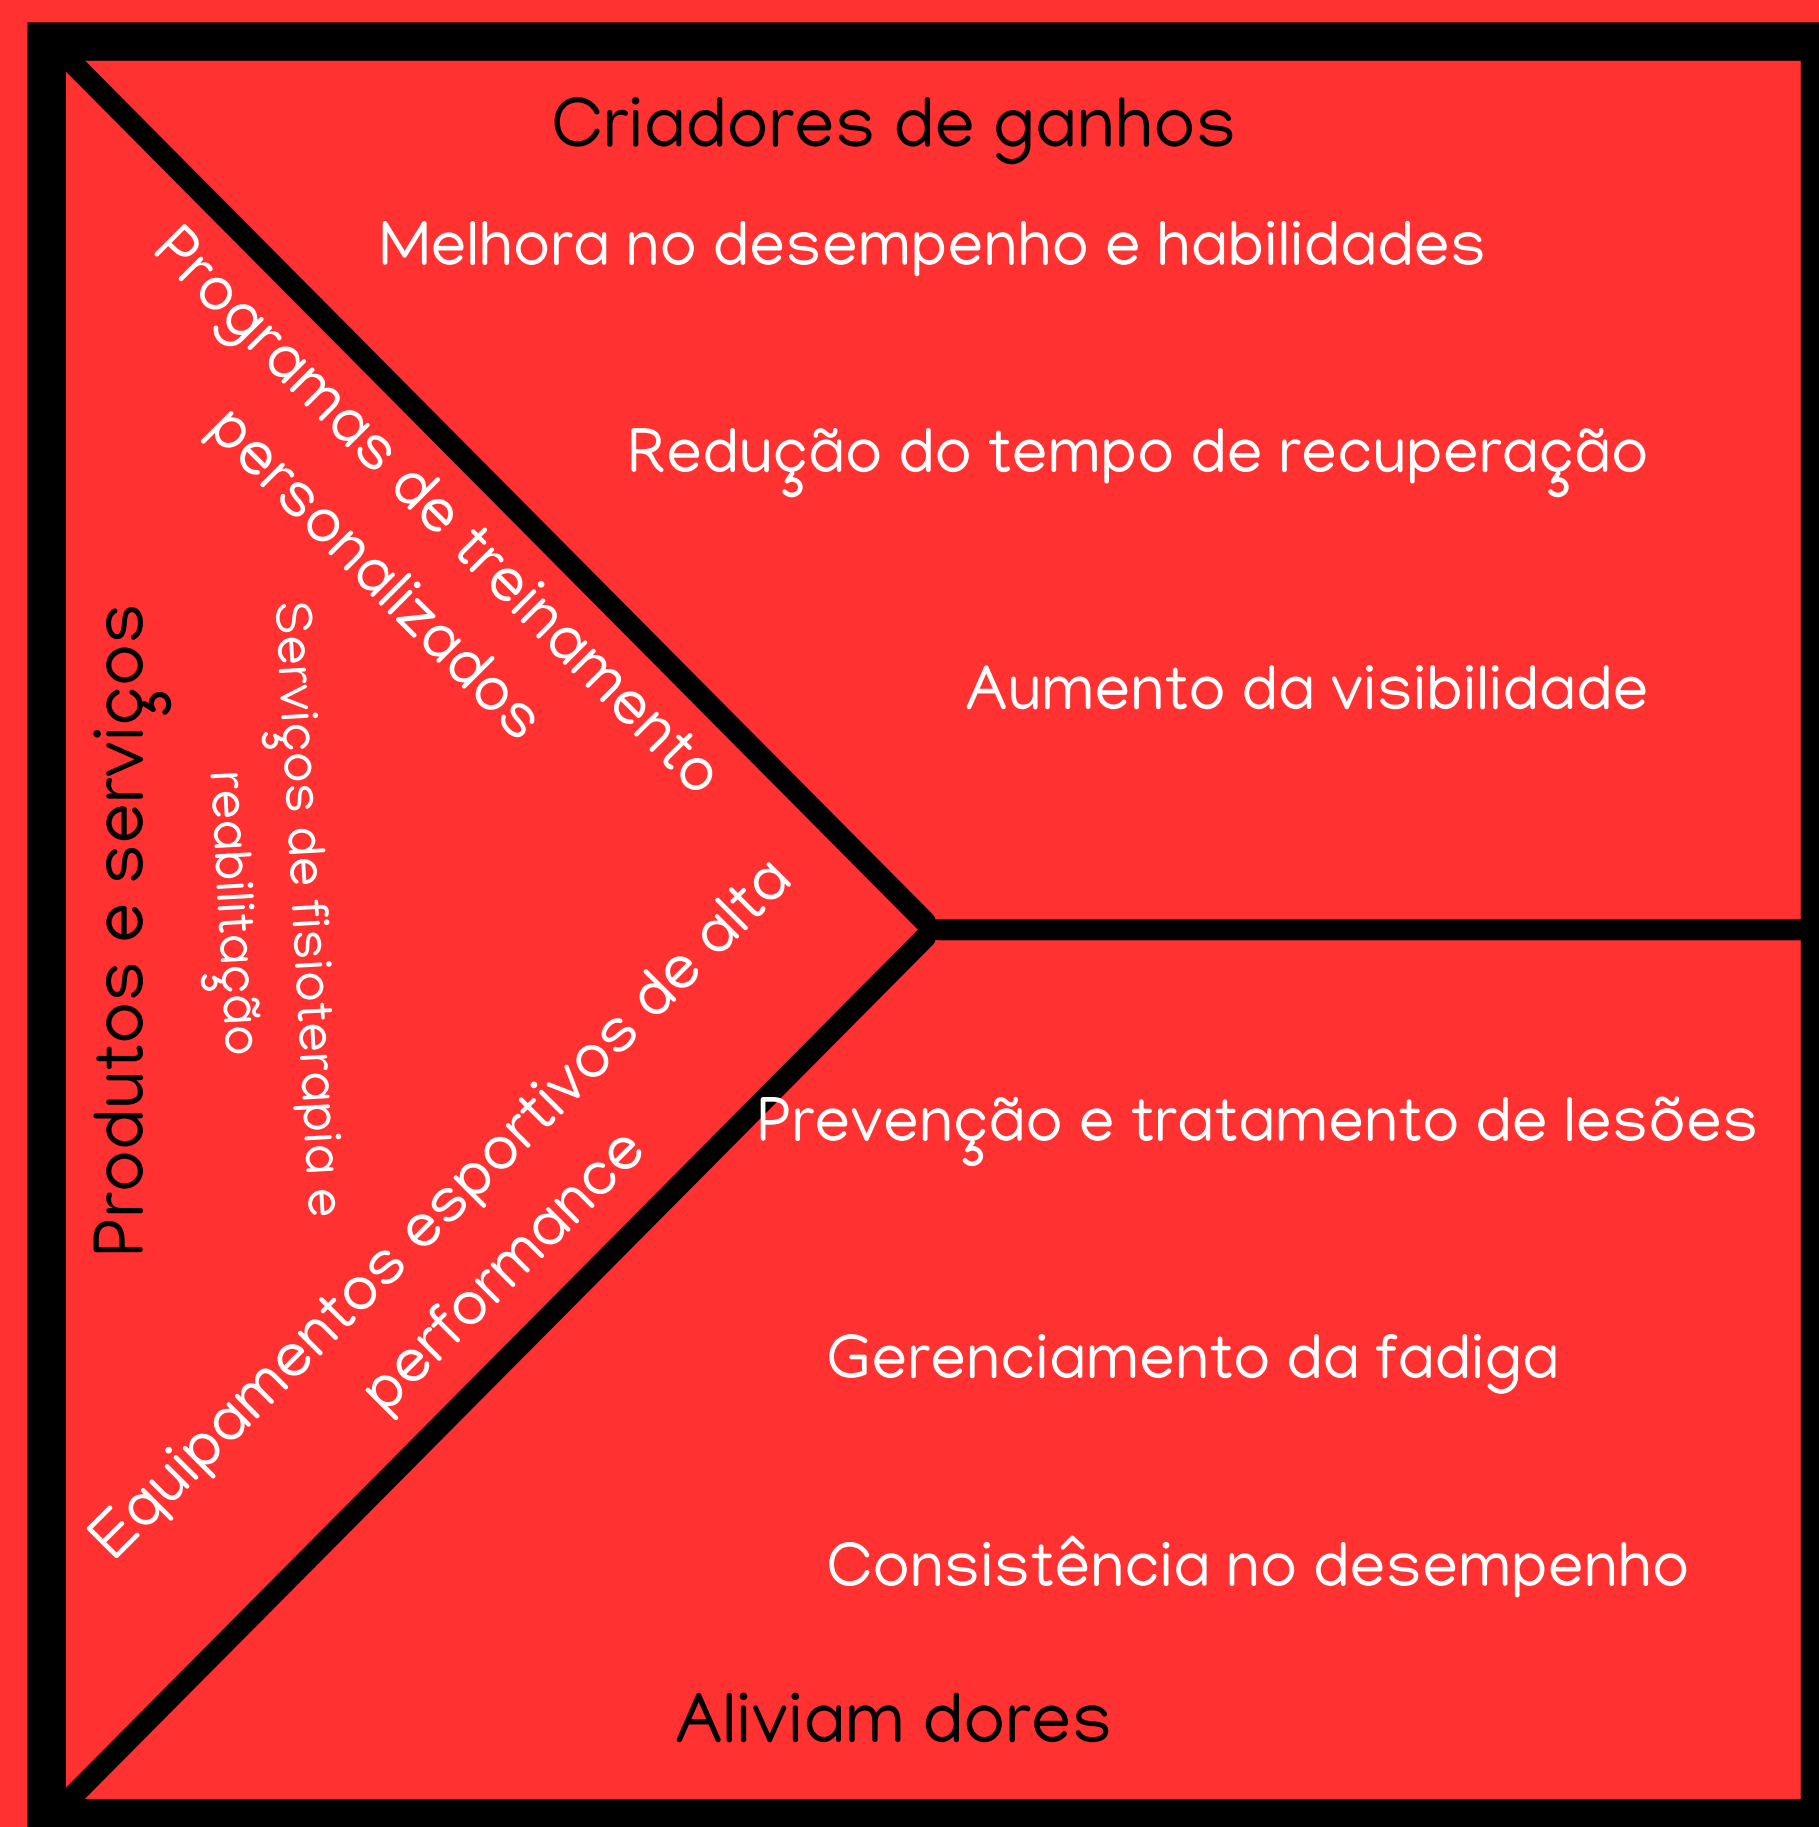 Criadores de ganhos
Melhora no desempenho e habilidades
Redução do tempo de recuperação
Aumento da visibilidade
Produtos e serviços
Programas de treinamento
personalizados
Serviços de fisioterapia e
reabilitação
Equipamentos esportivos de alta
performance
Prevenção e tratamento de lesões
Gerenciamento da fadiga
Consistência no desempenho
Aliviam dores